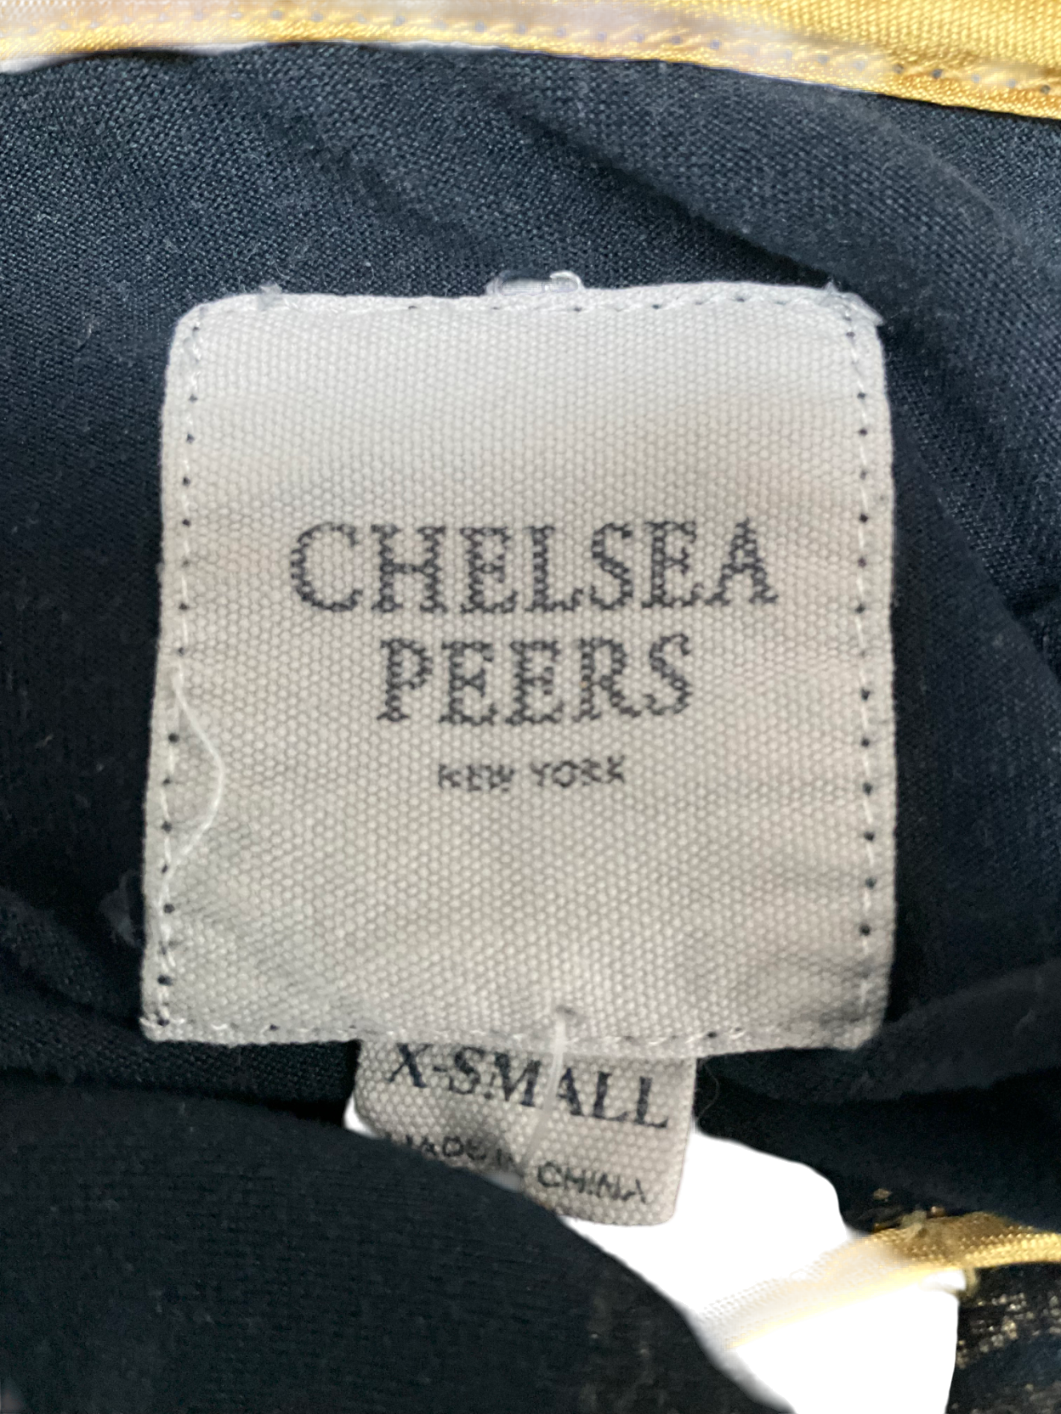 CHELSEA
PEERS
NEW YORK
X-SMALL
MADE IN CHINA